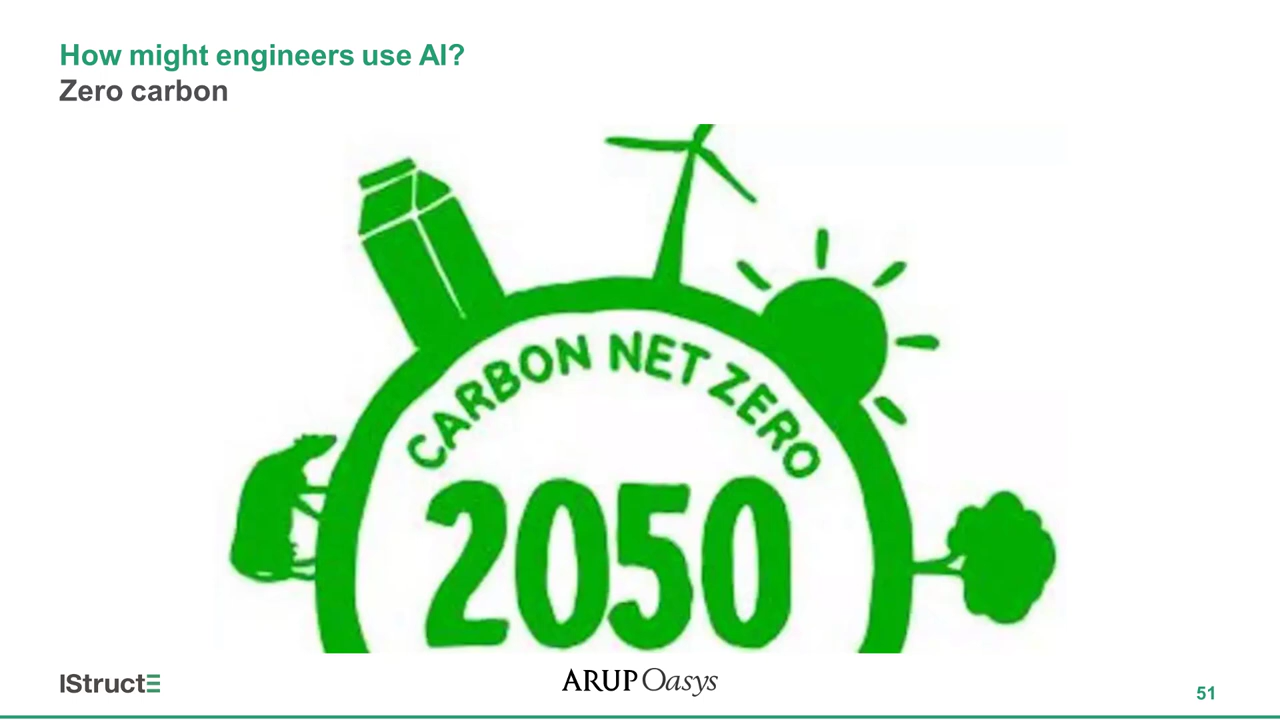 How might engineers use AI?
Zero carbon
CARBON NET ZERO
2050
IStructE
ARUP Oasys
51